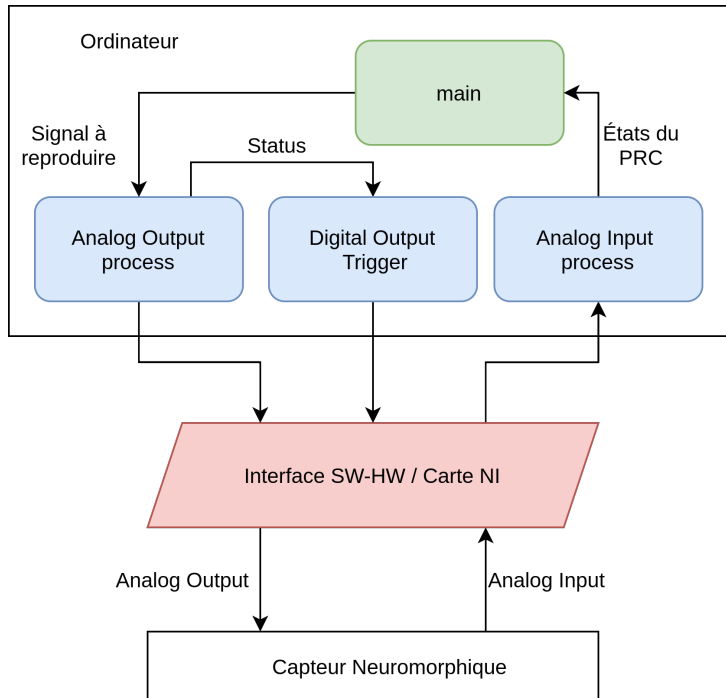 Ordinateur
main
Signal à
reproduire
Status
États du
PRC
Analog Output
process
Digital Output
Trigger
Analog Input
process
Interface SW-HW / Carte NI
Analog Output
Analog Input
Capteur Neuromorphique